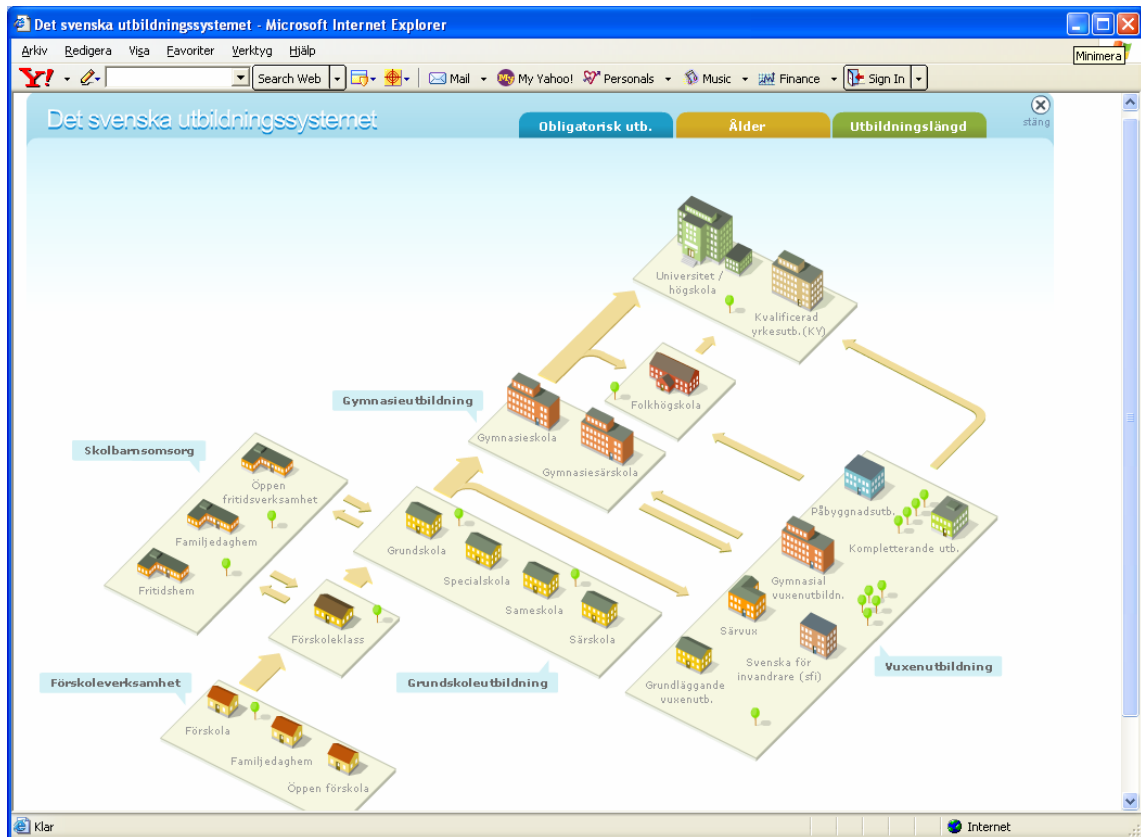 Det svenska utbildningssystemet - Microsoft Internet Explorer
Arkiv Redigera Visa Favoriter Verktyg Hjälp
Minimera
Y! Search Web Mail My Yahoo! Personals Music Finance Sign In
Det svenska utbildningssystemet
Obligatorisk utb. Ålder Utbildningslängd
stäng
Universitet /
högskola
Kvalificerad
yrkesutb.(KY)
Folkhögskola
Gymnasieutbildning
Gymnasieskola
Gymnasiesärskola
Skolbarnsomsorg
Öppen
fritidsverksamhet
Familjedaghem
Fritidshem
Påbyggnadsutb.
Kompletterande utb.
Grundskola
Specialskola
Sameskola
Särskola
Gymnasial
vuxenutbildn.
Förskoleklass
Särvux
Svenska för
invandrare (sfi)
Grundläggande
vuxenutb.
Vuxenutbildning
Förskoleverksamhet
Grundskoleutbildning
Förskola
Familjedaghem
Öppen förskola
Klar
Internet